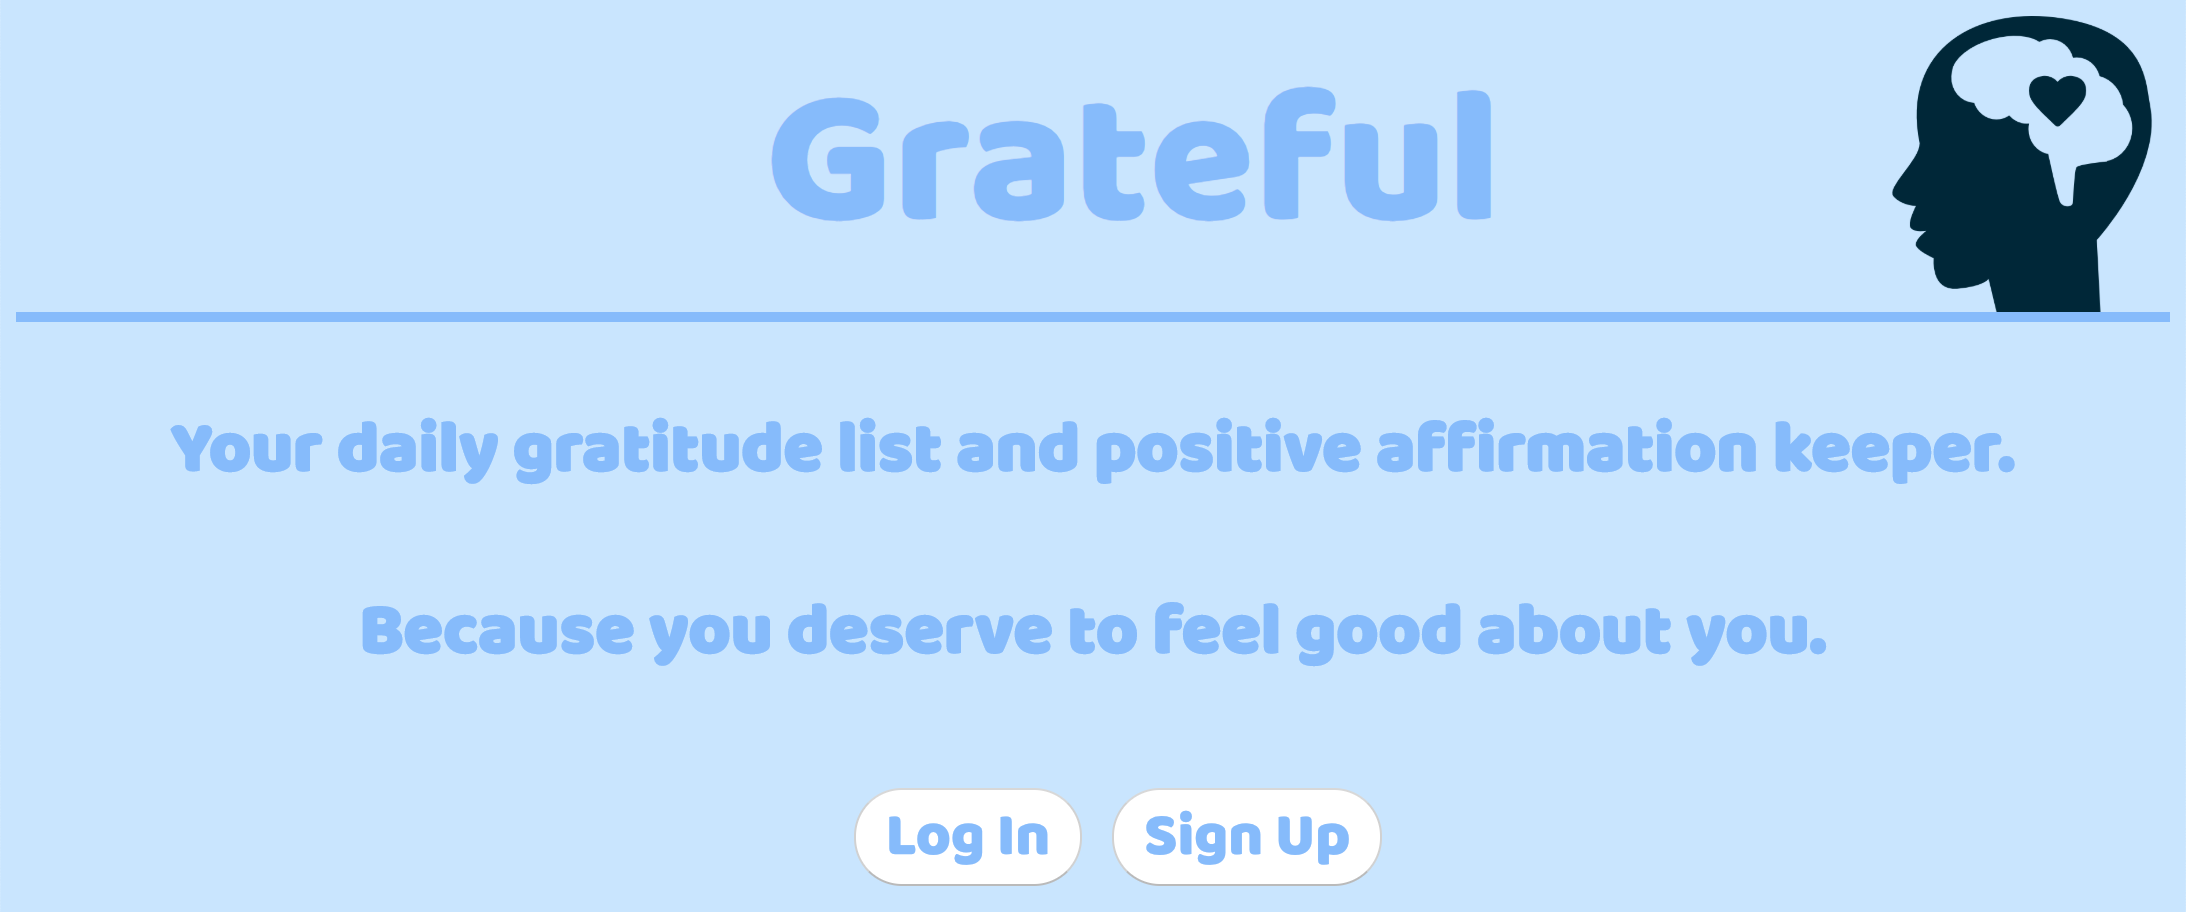 Grateful
Your daily gratitude list and positive affirmation keeper.
Because you deserve to feel good about you.
Log In
Sign Up